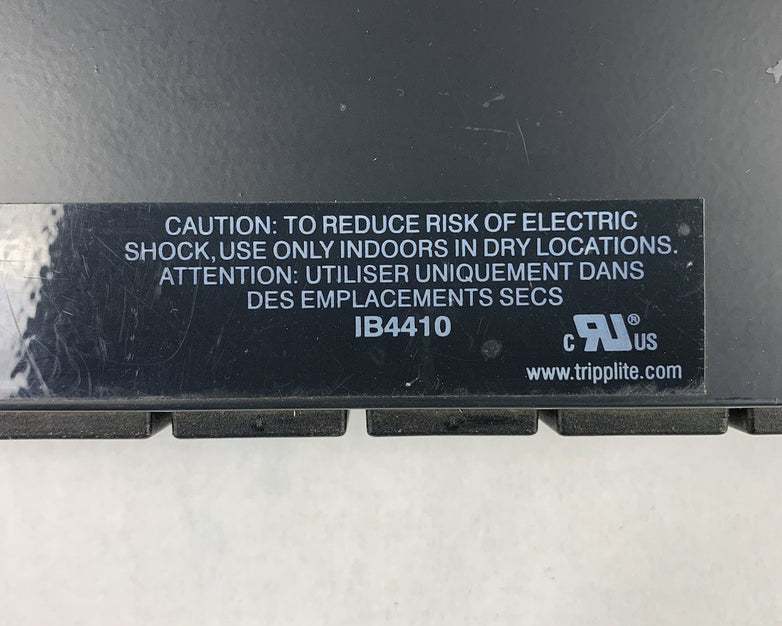 CAUTION: TO REDUCE RISK OF ELECTRIC
SHOCK, USE ONLY INDOORS IN DRY LOCATIONS.
ATTENTION: UTILISER UNIQUEMENT DANS
DES EMPLACEMENTS SECS
IB4410
C RU® US
www.tripplite.com